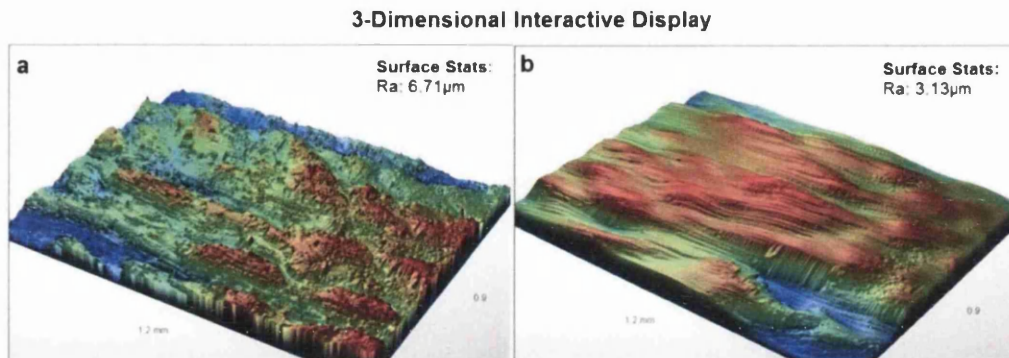 3-Dimensional Interactive Display
a
Surface Stats:
Ra: 6.71µm
1.2 mm
0.9
b
Surface Stats:
Ra: 3.13µm
1.2 mm
0.9